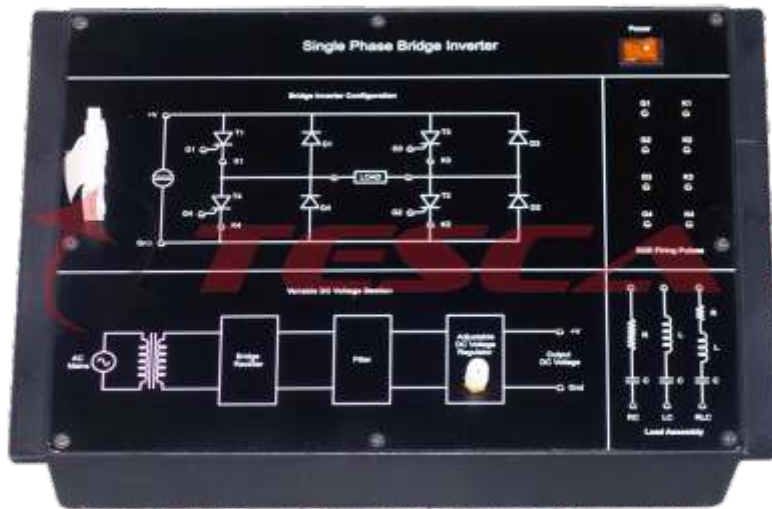 Single Phase Bridge Inverter
Power
Bridge Inverter Configuration
+V
T1
G1
K1
D1
T3
G3
K3
D3
LOAD
T4
G4
K4
D4
T2
G2
K2
D2
Gnd
G1 K1
G2 K2
G3 K3
G4 K4
SCR Firing Pulses
TESCA
Variable DC Voltage Section
AC
Mains
Bridge
Rectifier
Filter
Adjustable
DC Voltage
Regulator
+V
Output
DC Voltage
Gnd
R
L
R
L
C
C
C
RC
LC
RLC
Load Assembly